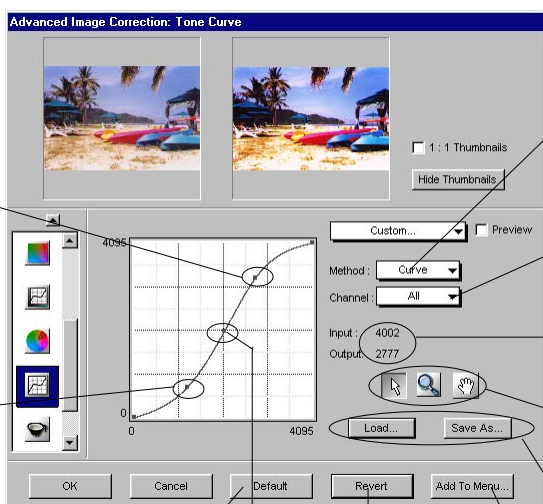 Advanced Image Correction: Tone Curve
1 : 1 Thumbnails
Hide Thumbnails
Custom...
Preview
Method : Curve
Channel : All
Input : 4002
Output: 2777
4095
0
0 4095
Load... Save As...
OK Cancel Default Revert Add To Menu...